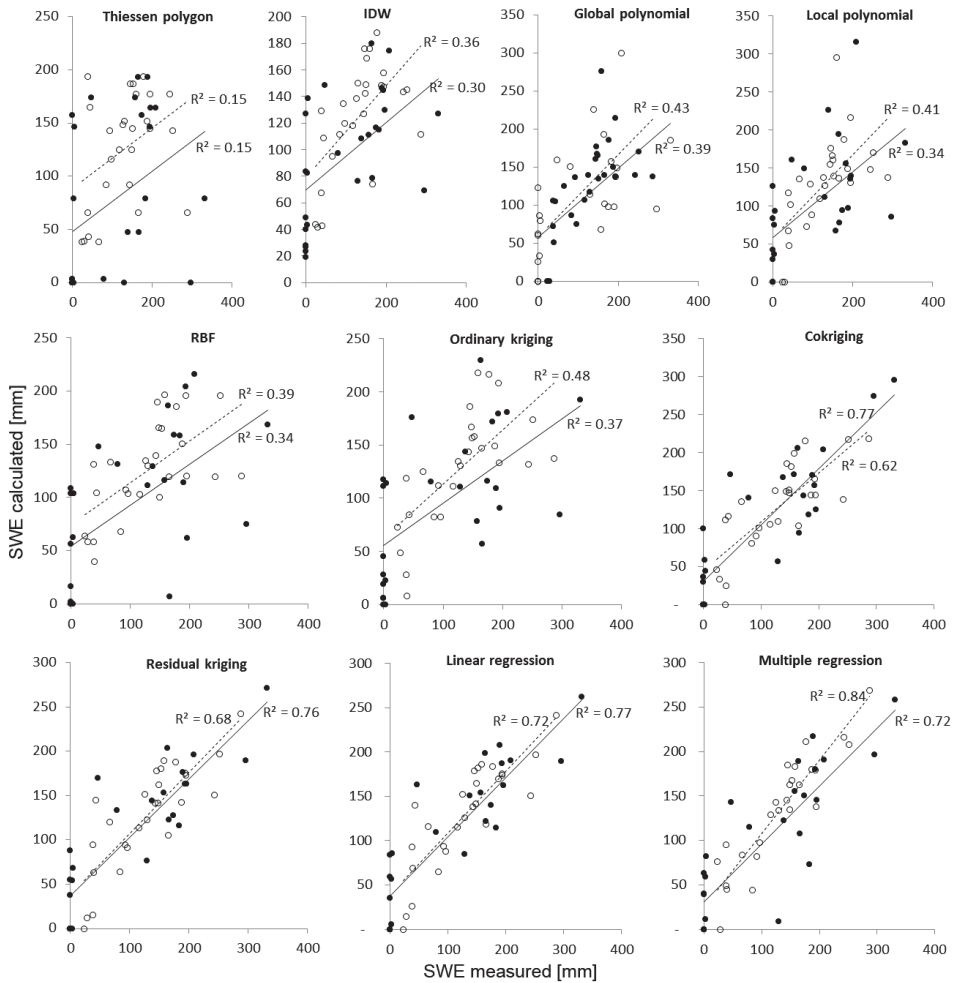 Thiessen polygon
IDW
Global polynomial
Local polynomial
250
200
150
100
50
0
R² = 0.15
R² = 0.15
0 200 400
200
180
160
140
120
100
80
60
40
20
0
R² = 0.36
R² = 0.30
0 200 400
350
300
250
200
150
100
50
0
R² = 0.43
R² = 0.39
0 200 400
350
300
250
200
150
100
50
0
R² = 0.41
R² = 0.34
0 200 400
SWE calculated [mm]
RBF
Ordinary kriging
Cokriging
250
200
150
100
50
0
R² = 0.39
R² = 0.34
0 100 200 300 400
250
200
150
100
50
0
R² = 0.48
R² = 0.37
0 100 200 300 400
350
300
250
200
150
100
50
-
R² = 0.77
R² = 0.62
0 100 200 300 400
Residual kriging
Linear regression
Multiple regression
300
250
200
150
100
50
0
R² = 0.68
R² = 0.76
0 100 200 300 400
300
250
200
150
100
50
-
R² = 0.72
R² = 0.77
0 100 200 300 400
300
250
200
150
100
50
-
R² = 0.84
R² = 0.72
0 100 200 300 400
SWE measured [mm]